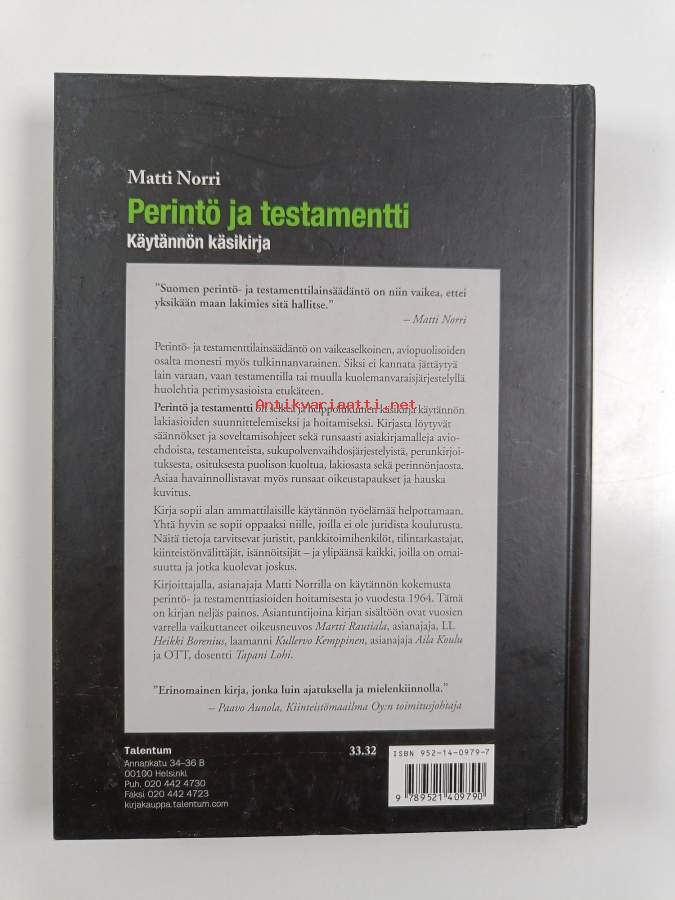 Matti Norri
Perintö ja testamentti
Käytännön käsikirja
"Suomen perintö- ja testamenttilainsäädäntö on niin vaikea, ettei
yksikään maan lakimies sitä hallitse."
– Matti Norri
Perintö- ja testamenttilainsäädäntö on vaikeaselkoinen, aviopuolisoiden
osalta monesti myös tulkinnanvarainen. Siksi ei kannata jättäytyä
lain varaan, vaan testamentilla tai muulla kuolemanvaraisjärjestelyllä
huolehtia perimysasioista etukäteen.
Antikvariaatti.net
Perintö ja testamentti on selkeä ja helppolukuinen käsikirja käytännön
lakiasioiden suunnittelemiseksi ja hoitamiseksi. Kirjasta löytyvät
säännökset ja soveltamisohjeet sekä runsaasti asiakirjamalleja avio-
ehdoista, testamenteista, sukupolvenvaihdosjärjestelyistä, perunkirjoi-
tuksesta, osituksesta puolison kuoltua, lakiosasta sekä perinnönjaosta.
Asiaa havainnollistavat myös runsaat oikeustapaukset ja hauska
kuvitus.
Kirja sopii alan ammattilaisille käytännön työelämää helpottamaan.
Yhtä hyvin se sopii oppaaksi niille, joilla ei ole juridista koulutusta.
Näitä tietoja tarvitsevat juristit, pankkitoimihenkilöt, tilintarkastajat,
kiinteistönvälittäjät, isännöitsijät – ja ylipäänsä kaikki, joilla on omai-
suutta ja jotka kuolevat joskus.
Kirjoittajalla, asianajaja Matti Norrilla on käytännön kokemusta
perintö- ja testamenttiasioiden hoitamisesta jo vuodesta 1964. Tämä
on kirjan neljäs painos. Asiantuntijoina kirjan sisältöön ovat vuosien
varrella vaikuttaneet oikeusneuvos Martti Rautiala, asianajaja, LL
Heikki Borenius, laamanni Kullervo Kemppinen, asianajaja Aila Koulu
ja OTT, dosentti Tapani Lohi.
"Erinomainen kirja, jonka luin ajatuksella ja mielenkiinnolla."
– Paavo Aunola, Kiinteistömaailma Oy:n toimitusjohtaja
Talentum
Annankatu 34–36 B
00100 Helsinki
Puh. 020 442 4730
Faksi 020 442 4723
kirjakauppa.talentum.com
33.32
ISBN 952-14-0979-7
9 789521 409790